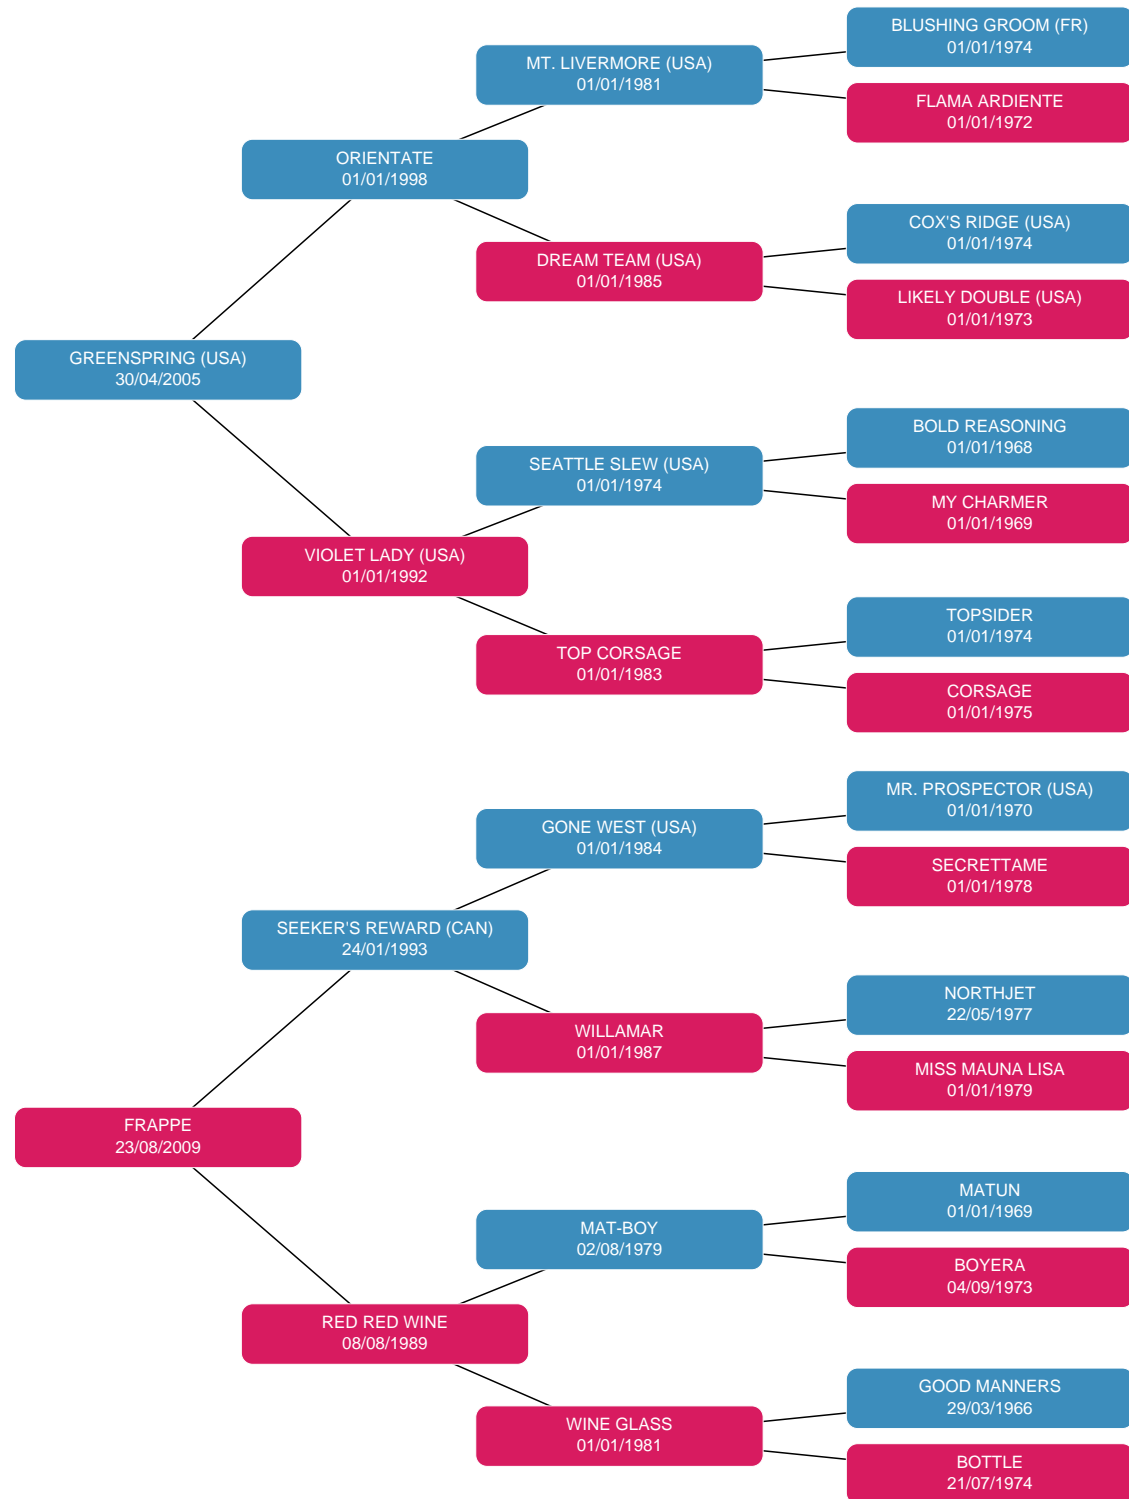 BLUSHING GROOM (FR)
01/01/1974
MT. LIVERMORE (USA)
01/01/1981
FLAMA ARDIENTE
01/01/1972
ORIENTATE
01/01/1998
COX'S RIDGE (USA)
01/01/1974
DREAM TEAM (USA)
01/01/1985
LIKELY DOUBLE (USA)
01/01/1973
GREENSPRING (USA)
30/04/2005
BOLD REASONING
01/01/1968
SEATTLE SLEW (USA)
01/01/1974
MY CHARMER
01/01/1969
VIOLET LADY (USA)
01/01/1992
TOPSIDER
01/01/1974
TOP CORSAGE
01/01/1983
CORSAGE
01/01/1975
MR. PROSPECTOR (USA)
01/01/1970
GONE WEST (USA)
01/01/1984
SECRETTAME
01/01/1978
SEEKER'S REWARD (CAN)
24/01/1993
NORTHJET
22/05/1977
WILLAMAR
01/01/1987
MISS MAUNA LISA
01/01/1979
FRAPPE
23/08/2009
MATUN
01/01/1969
MAT-BOY
02/08/1979
BOYERA
04/09/1973
RED RED WINE
08/08/1989
GOOD MANNERS
29/03/1966
WINE GLASS
01/01/1981
BOTTLE
21/07/1974